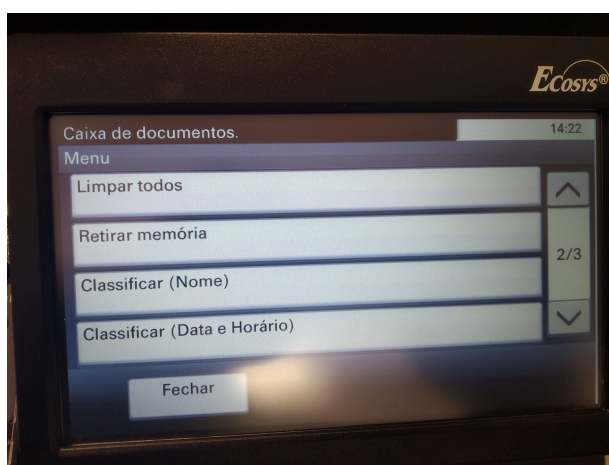 Ecosys®
Caixa de documentos.
14:22
Menu
Limpar todos
Retirar memória
2/3
Classificar (Nome)
Classificar (Data e Horário)
Fechar